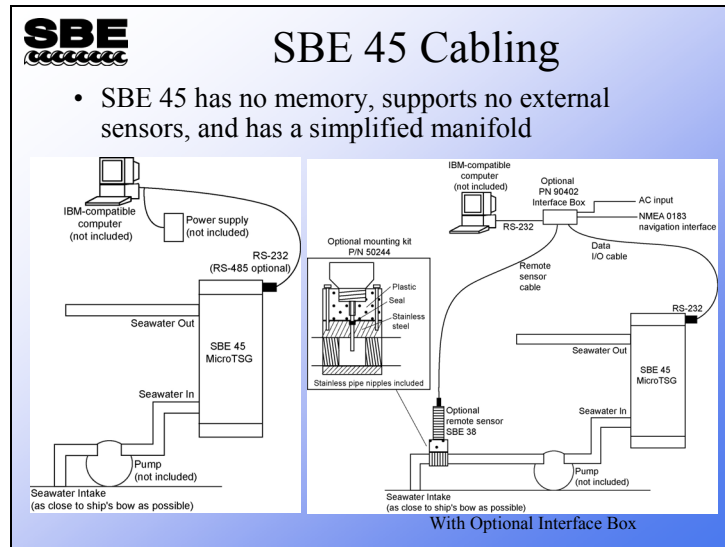 SBE
SBE 45 Cabling
• SBE 45 has no memory, supports no external
sensors, and has a simplified manifold
IBM-compatible
computer
(not included)
Power supply
(not included)
RS-232
(RS-485 optional)
Seawater Out
SBE 45
MicroTSG
Seawater In
Pump
(not included)
Seawater Intake
(as close to ship's bow as possible)
IBM-compatible
computer
(not included)
Optional
PN 90402
Interface Box
AC input
NMEA 0183
navigation interface
RS-232
Data
I/O cable
Remote
sensor
cable
Optional mounting kit
P/N 50244
Plastic
Seal
Stainless
steel
Stainless pipe nipples included
RS-232
Seawater Out
SBE 45
MicroTSG
Seawater In
Optional
remote sensor
SBE 38
Pump
(not included)
Seawater Intake
(as close to ship's bow as possible)
With Optional Interface Box